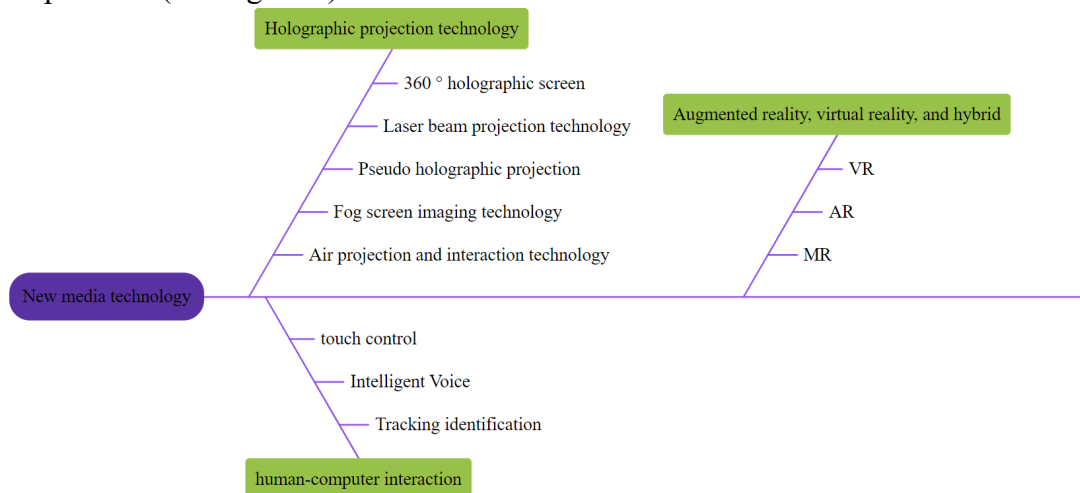 Holographic projection technology
360 ° holographic screen
Laser beam projection technology
Pseudo holographic projection
Fog screen imaging technology
Air projection and interaction technology
Augmented reality, virtual reality, and hybrid
VR
AR
MR
New media technology
touch control
Intelligent Voice
Tracking identification
human-computer interaction